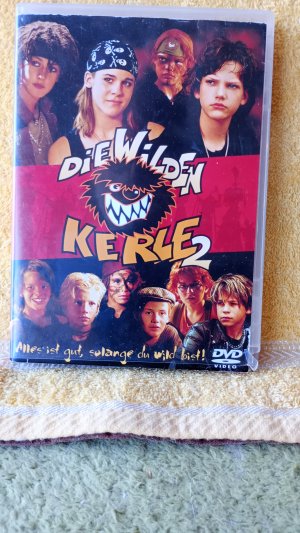 DIE WILDEN
KERLE 2
Alles ist gut, solange du wild bist!
DVD
VIDEO